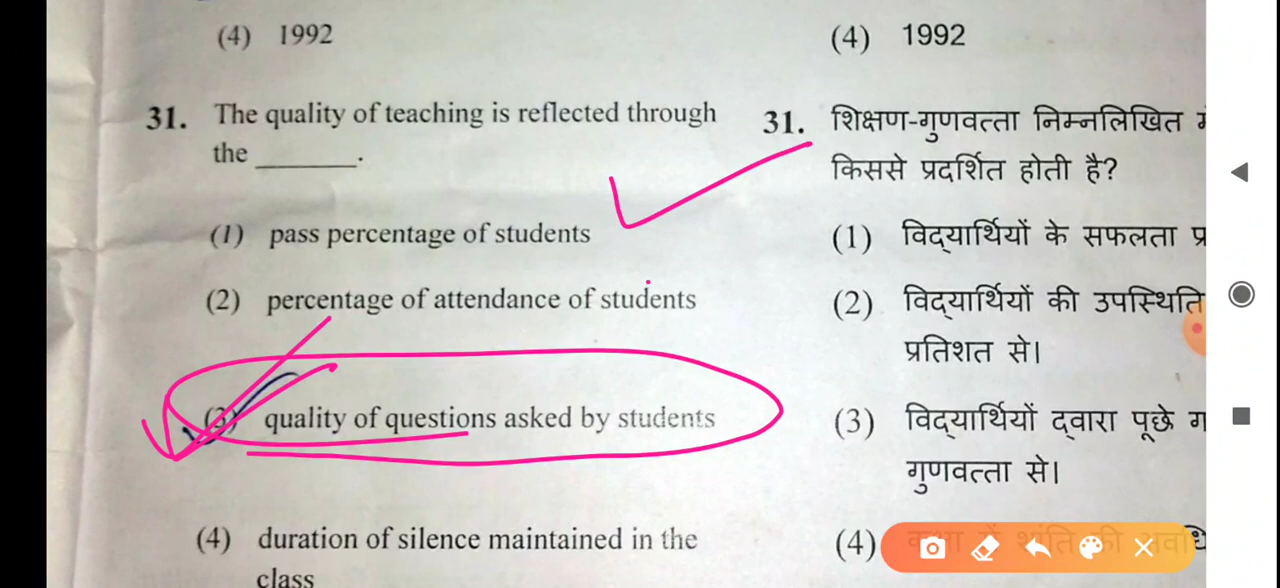 (4) 1992
31. The quality of teaching is reflected through
the ________.
(1) pass percentage of students
(2) percentage of attendance of students
(3) quality of questions asked by students
(4) duration of silence maintained in the
class
(4) 1992
31. शिक्षण-गुणवत्ता निम्नलिखित
किससे प्रदर्शित होती है?
(1) विद्यार्थियों के सफलता
(2) विद्यार्थियों की उपस्थिति
प्रतिशत से।
(3) विद्यार्थियों द्वारा पूछे
गुणवत्ता से।
(4)